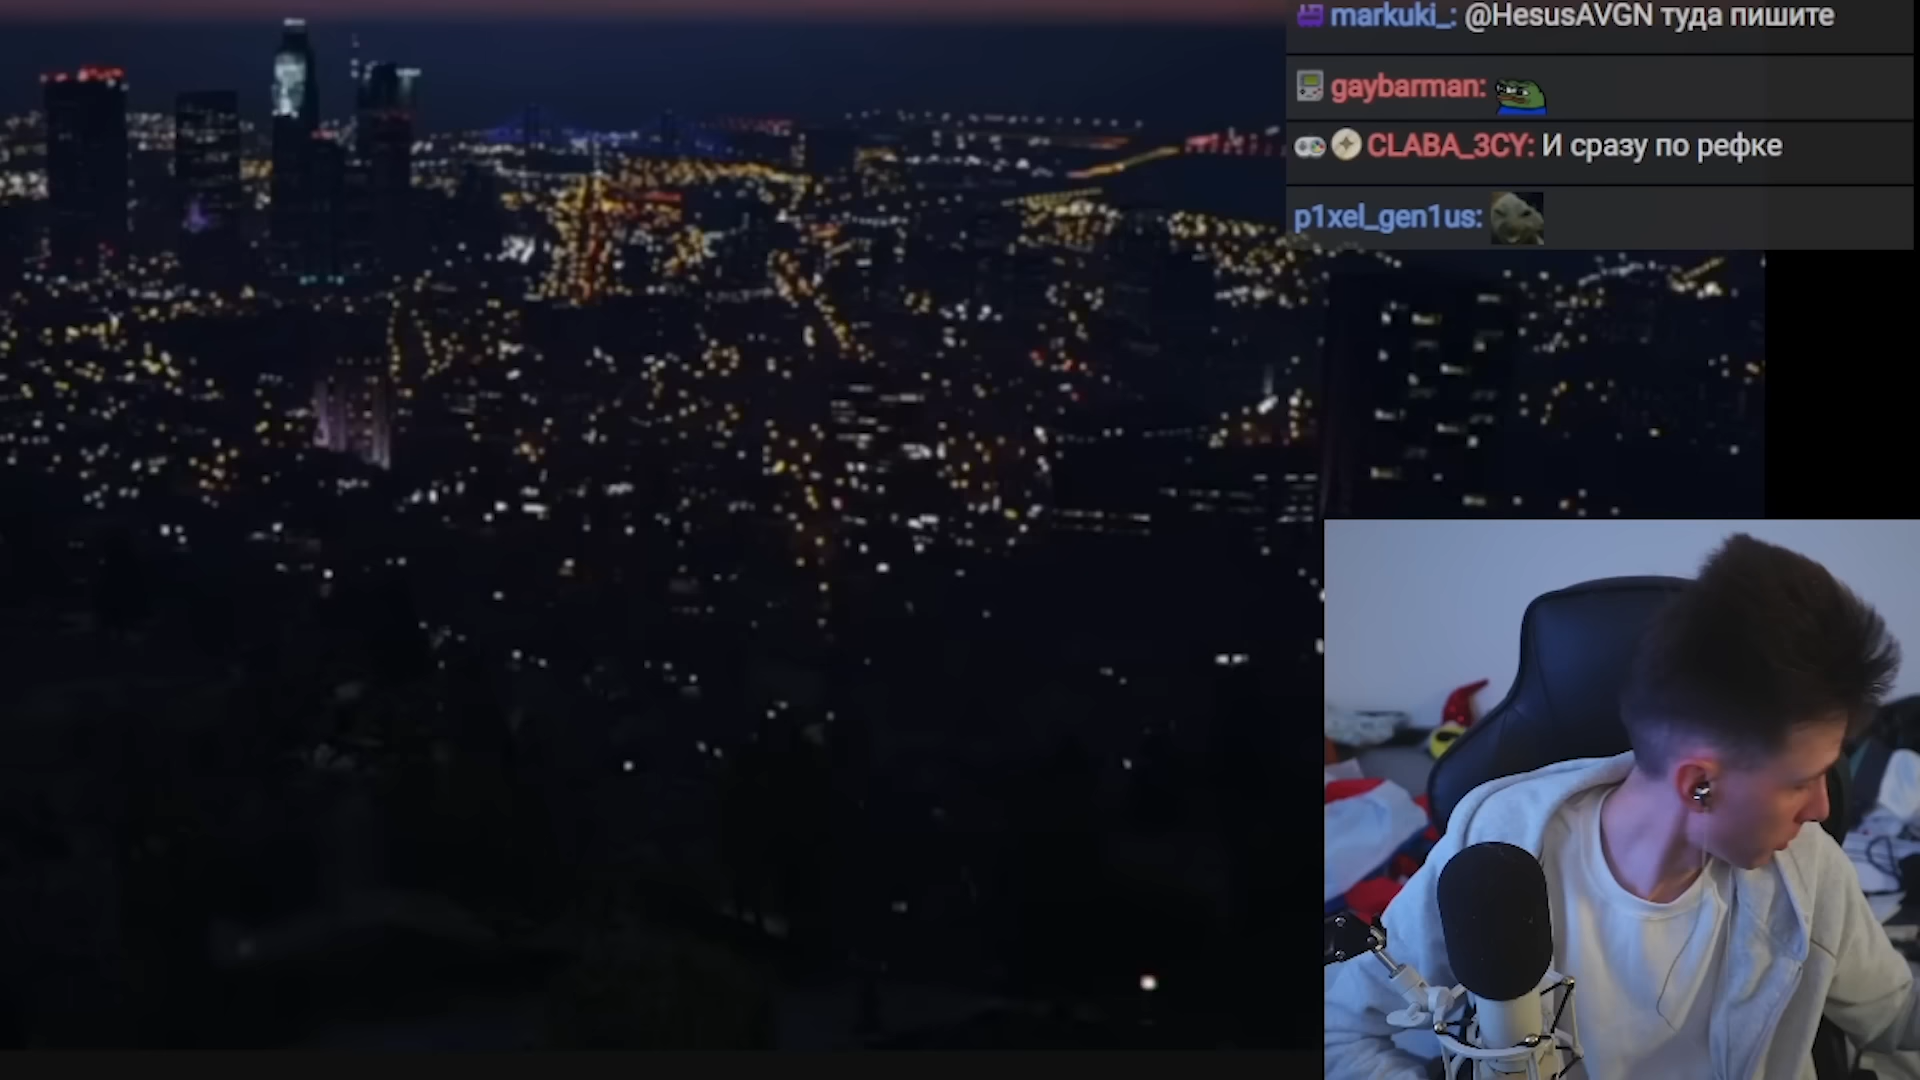 markuki_: @HesusAVGN туда пишите
gaybarman:
CLABA_3CY: И сразу по рефке
p1xel_gen1us: